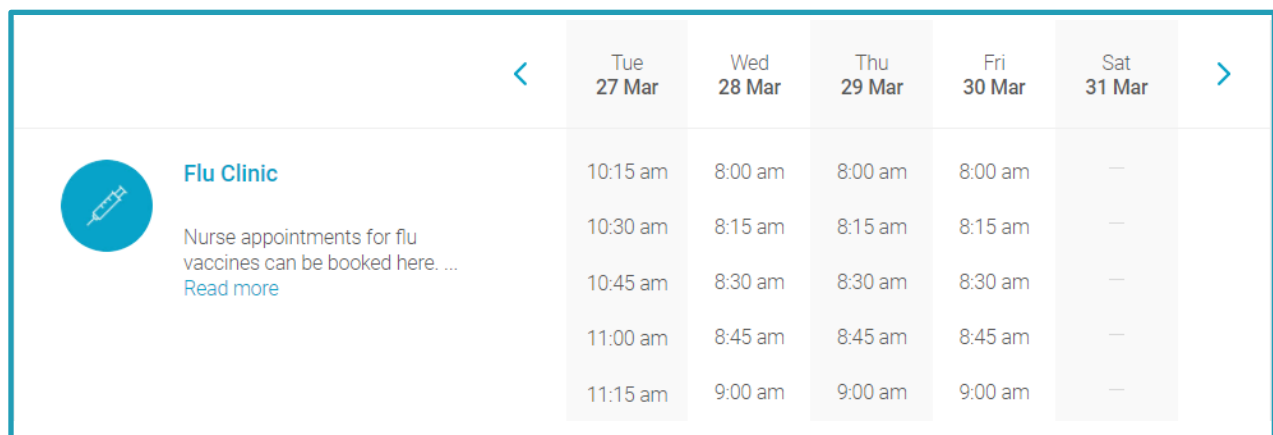 Tue Wed Thu Fri Sat
27 Mar 28 Mar 29 Mar 30 Mar 31 Mar
Flu Clinic
Nurse appointments for flu
vaccines can be booked here. ...
Read more
10:15 am 8:00 am 8:00 am 8:00 am —
10:30 am 8:15 am 8:15 am 8:15 am —
10:45 am 8:30 am 8:30 am 8:30 am —
11:00 am 8:45 am 8:45 am 8:45 am —
11:15 am 9:00 am 9:00 am 9:00 am —